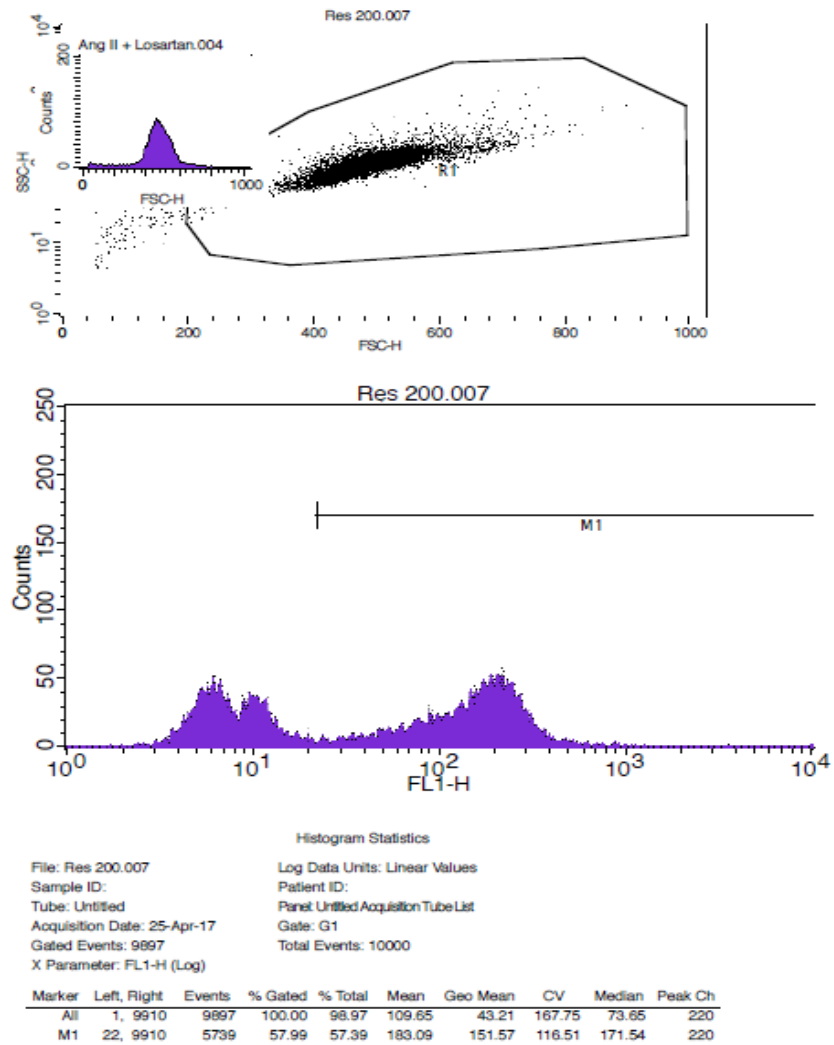 Res 200.007
10^4
Ang II + Losartan.004
200
Counts
0
SSC-H
0
1000
FSC-H
R1
10^1
10^0
0
200
400
600
800
1000
FSC-H
Res 200.007
250
200
150
100
50
0
Counts
M1
10^0
10^1
10^2
10^3
10^4
FL1-H
Histogram Statistics
File: Res 200.007 Log Data Units: Linear Values
Sample ID: Patient ID:
Tube: Untitled Panel: Untitled Acquisition Tube List
Acquisition Date: 25-Apr-17 Gate: G1
Gated Events: 9897 Total Events: 10000
X Parameter: FL1-H (Log)
Marker Left, Right Events % Gated % Total Mean Geo Mean CV Median Peak Ch
All 1, 9910 9897 100.00 98.97 109.65 43.21 167.75 73.65 220
M1 22, 9910 5739 57.99 57.39 183.09 151.57 116.51 171.54 220